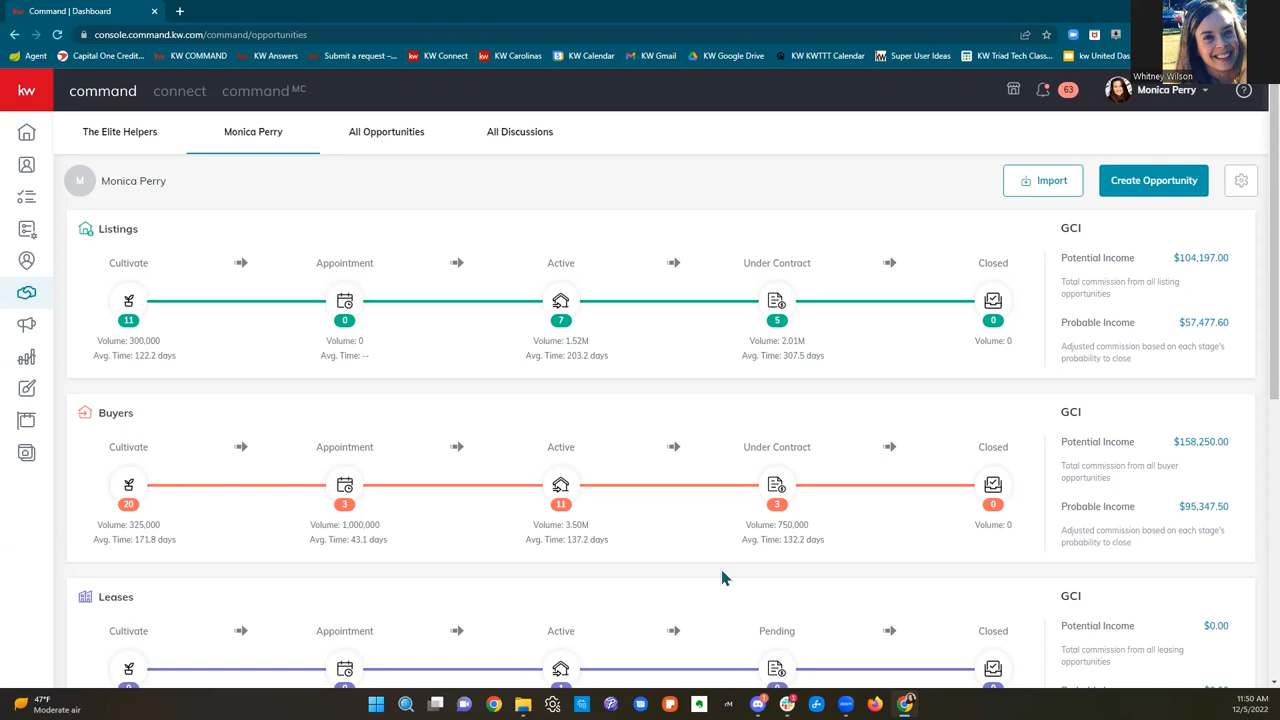 Command | Dashboard
console.command.kw.com/command/opportunities
Agent
Capital One Credit...
KW COMMAND
KW Answers
Submit a request –...
KW Connect
KW Carolinas
KW Calendar
KW Gmail
KW Google Drive
KW KWTTT Calendar
Super User Ideas
KW Triad Tech Class...
kw United Das
Whitney Wilson
kw
command
connect
command MC
63
Monica Perry
The Elite Helpers
Monica Perry
All Opportunities
All Discussions
M
Monica Perry
Import
Create Opportunity
Listings
GCI
Cultivate
Appointment
Active
Under Contract
Closed
Potential Income
$104,197.00
Total commission from all listing
opportunities
11
0
7
5
0
Probable Income
$57,477.60
Volume: 300,000
Volume: 0
Volume: 1.52M
Volume: 2.01M
Volume: 0
Avg. Time: 122.2 days
Avg. Time: --
Avg. Time: 203.2 days
Avg. Time: 307.5 days
Adjusted commission based on each stage's
probability to close
Buyers
GCI
Cultivate
Appointment
Active
Under Contract
Closed
Potential Income
$158,250.00
Total commission from all buyer
opportunities
20
3
11
3
0
Probable Income
$95,347.50
Volume: 325,000
Volume: 1,000,000
Volume: 3.50M
Volume: 750,000
Volume: 0
Avg. Time: 171.8 days
Avg. Time: 43.1 days
Avg. Time: 137.2 days
Avg. Time: 132.2 days
Adjusted commission based on each stage's
probability to close
Leases
GCI
Cultivate
Appointment
Active
Pending
Closed
Potential Income
$0.00
Total commission from all leasing
opportunities
47°F
Moderate air
11:50 AM
12/5/2022